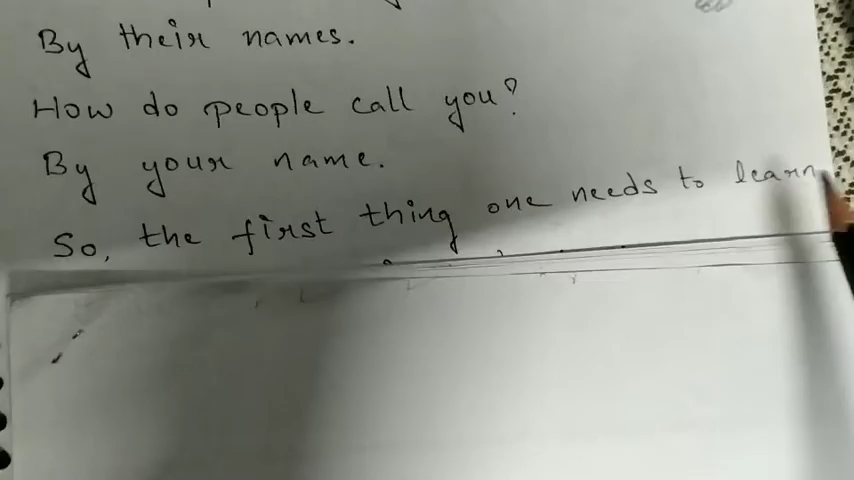 By their names.
How do people call you?
By your name.
So, the first thing one needs to learn